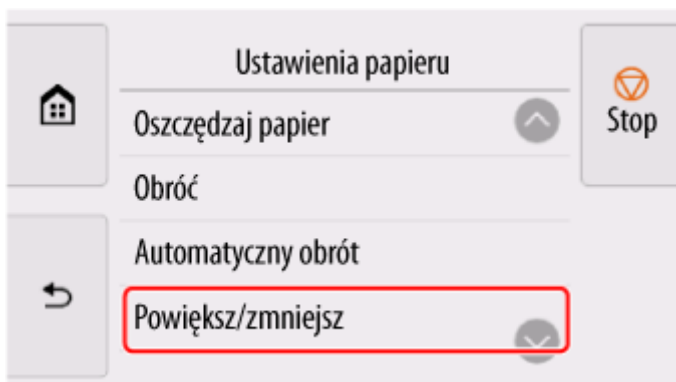 Ustawienia papieru
Oszczędzaj papier
Stop
Obróć
Automatyczny obrót
Powiększ/zmniejsz